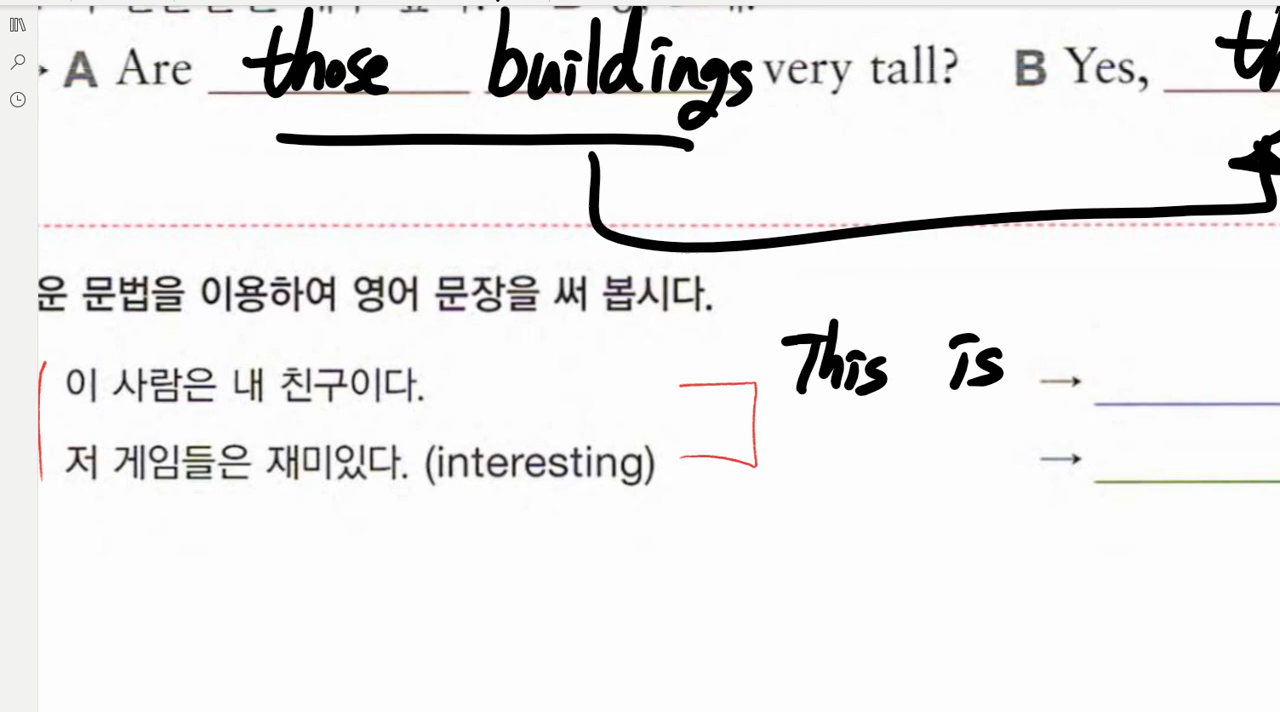 A Are those buildings very tall? B Yes, th
운 문법을 이용하여 영어 문장을 써 봅시다.
이 사람은 내 친구이다. This is →
저 게임들은 재미있다. (interesting) →